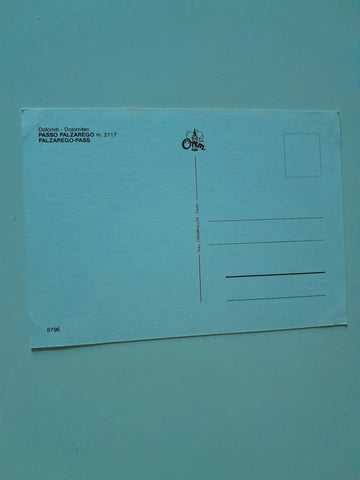 Dolomiti - Dolomiten
PASSO FALZAREGO m. 2117
FALZAREGO-PASS
8796